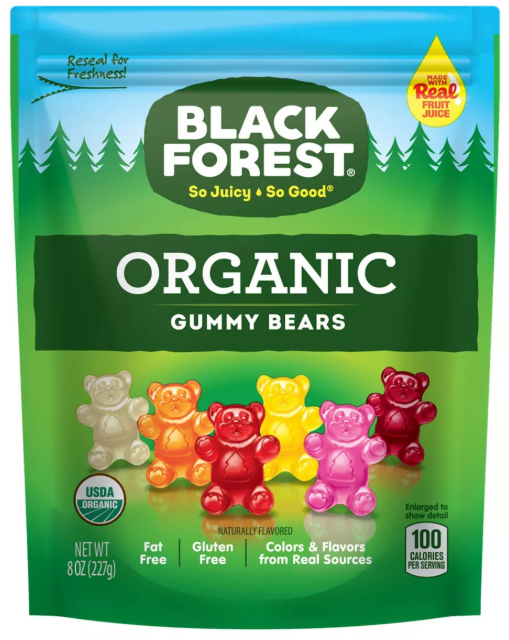 Reseal for
Freshness!
MADE
WITH
Real
FRUIT
JUICE
BLACK
FOREST®
So Juicy So Good®
ORGANIC
GUMMY BEARS
USDA
ORGANIC
Enlarged to
show detail
NATURALLY FLAVORED
NET WT
8 OZ (227g)
Fat
Free
Gluten
Free
Colors & Flavors
from Real Sources
100
CALORIES
PER SERVING